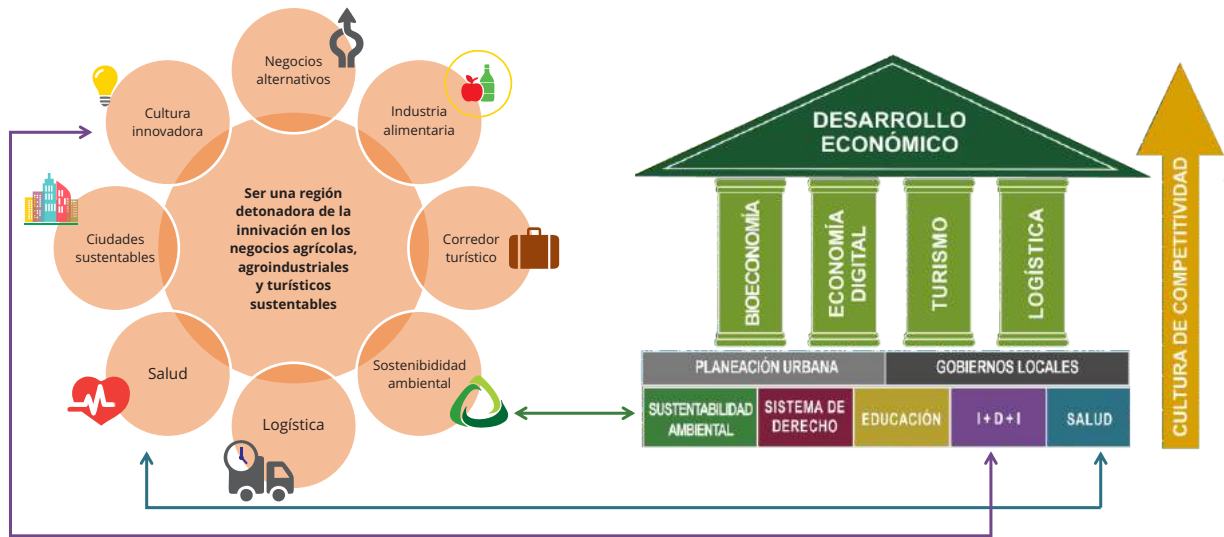 Negocios
alternativos
Cultura
innovadora
Industria
alimentaria
Ser una región
detonadora de la
innivación en los
negocios agrícolas,
agroindustriales
y turísticos
sustentables
Ciudades
sustentables
Corredor
turístico
Salud
Sostenibididad
ambiental
Logística
DESARROLLO
ECONÓMICO
BIOECONOMÍA
ECONOMÍA
DIGITAL
TURISMO
LOGÍSTICA
PLANEACIÓN URBANA
GOBIERNOS LOCALES
SUSTENTABILIDAD
AMBIENTAL
SISTEMA DE
DERECHO
EDUCACIÓN
I + D + I
SALUD
CULTURA DE COMPETITIVIDAD